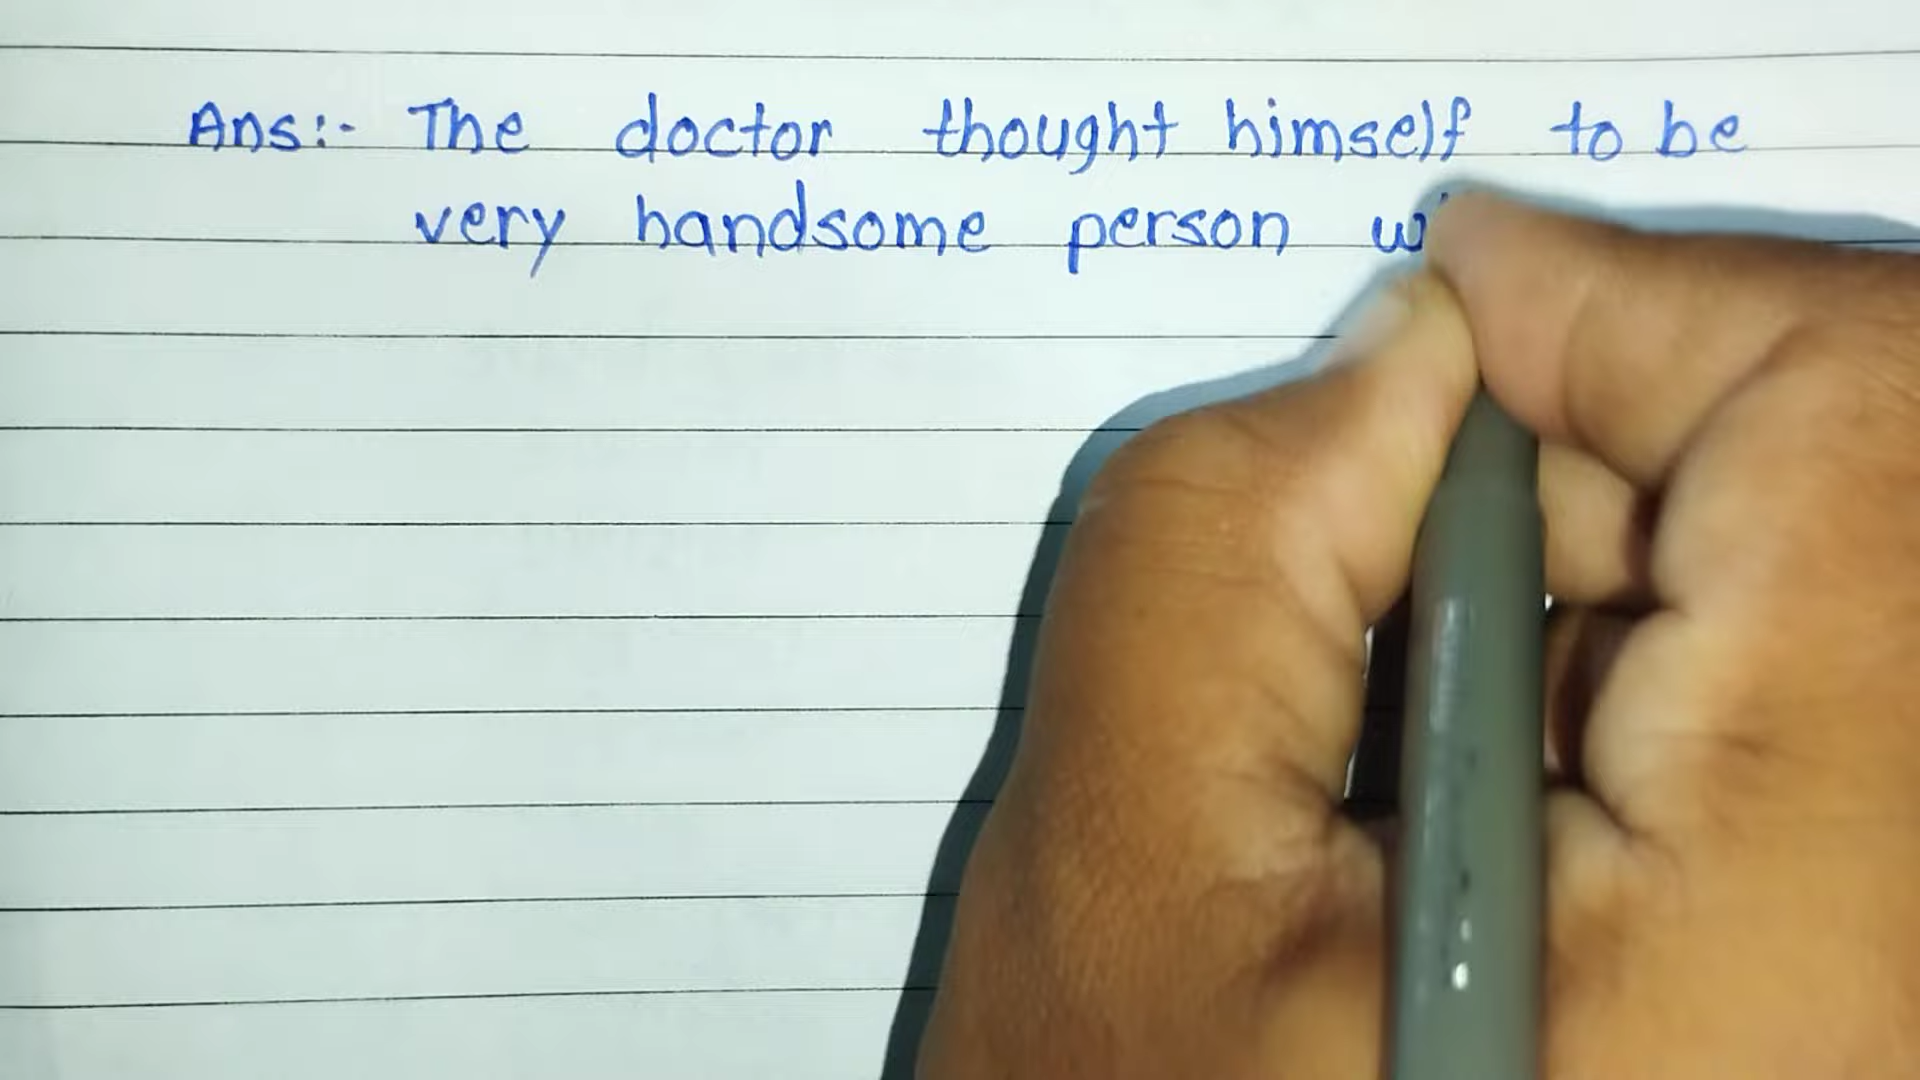 Ans:- The doctor thought himself to be
very handsome person